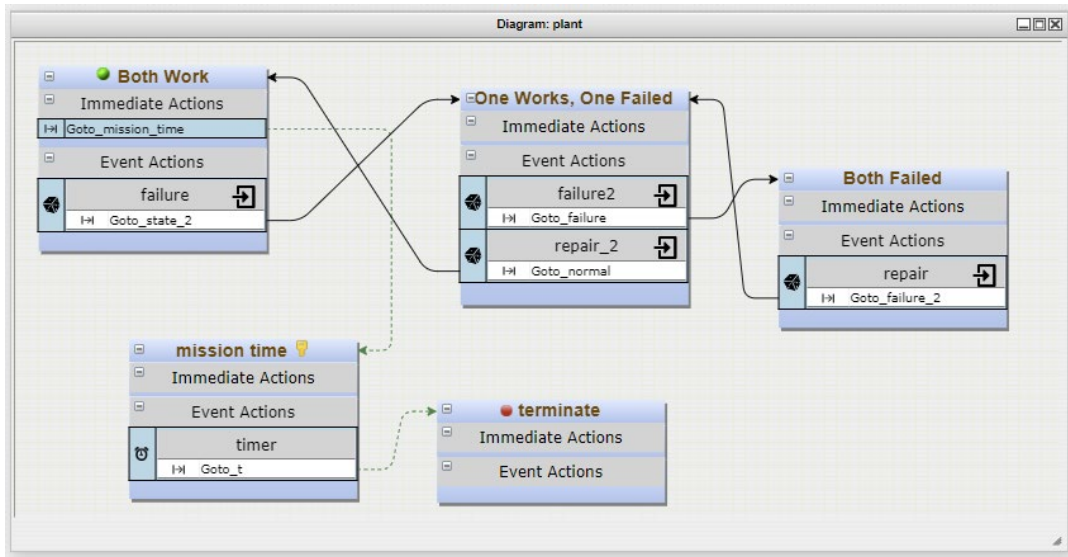 Diagram: plant
Both Work
Immediate Actions
Goto_mission_time
Event Actions
failure
Goto_state_2
One Works, One Failed
Immediate Actions
Event Actions
failure2
Goto_failure
repair_2
Goto_normal
Both Failed
Immediate Actions
Event Actions
repair
Goto_failure_2
mission time
Immediate Actions
Event Actions
timer
Goto_t
terminate
Immediate Actions
Event Actions